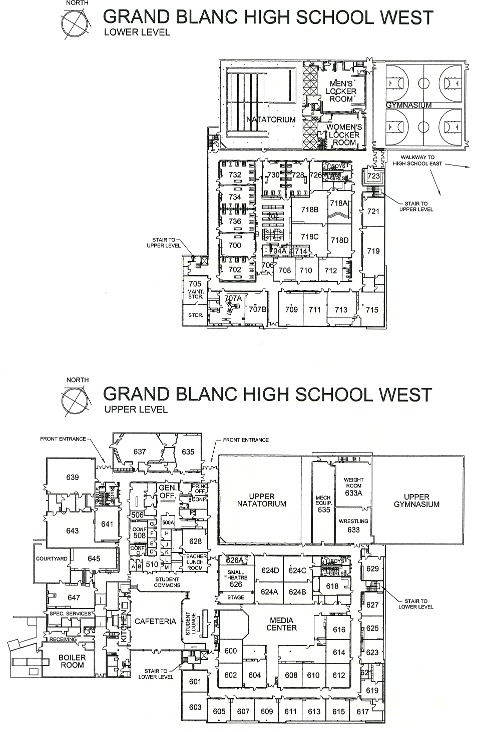 NORTH
GRAND BLANC HIGH SCHOOL WEST
LOWER LEVEL
MEN'S
LOCKER
ROOM
GYMNASIUM
NATATORIUM
WOMEN'S
LOCKER
ROOM
WALKWAY TO
HIGH SCHOOL EAST
732
730
728
726
723
734
718A
STAIR TO
UPPER LEVEL
718B
721
736
STAIR TO
UPPER LEVEL
700
718C
718D
719
714
702
706
710
712
705
MAINT.
STOR.
707A
707B
709
711
713
715
STOR.
NORTH
GRAND BLANC HIGH SCHOOL WEST
UPPER LEVEL
FRONT ENTRANCE
FRONT ENTRANCE
637
635
639
GEN.
OFF.
CONF
WEIGHT
ROOM
633A
UPPER
NATATORIUM
MECH.
EQUIP.
635
UPPER
GYMNASIUM
506
500A
643
641
CONF
508
628
WRESTLING
633
COURTYARD
645
510
TEACHER
LUNCH
ROOM
626A
624D
624C
629
SMALL
THEATRE
626
618
STUDENT
COMMONS
647
624A
624B
STAGE
627
STAIR TO
LOWER LEVEL
SPEC. SERVICES
KITCHEN
CAFETERIA
STUDENT
LOUNGE
MEDIA
CENTER
616
625
RECEIVING
600
614
623
BOILER
ROOM
STAIR TO
LOWER LEVEL
601
602
604
608
610
612
619
603
605
607
609
611
613
615
617